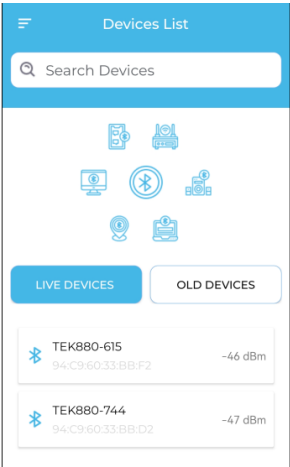 Devices List
Search Devices
LIVE DEVICES
OLD DEVICES
TEK880-615
94:C9:60:33:BB:F2
-46 dBm
TEK880-744
94:C9:60:33:BB:D2
-47 dBm